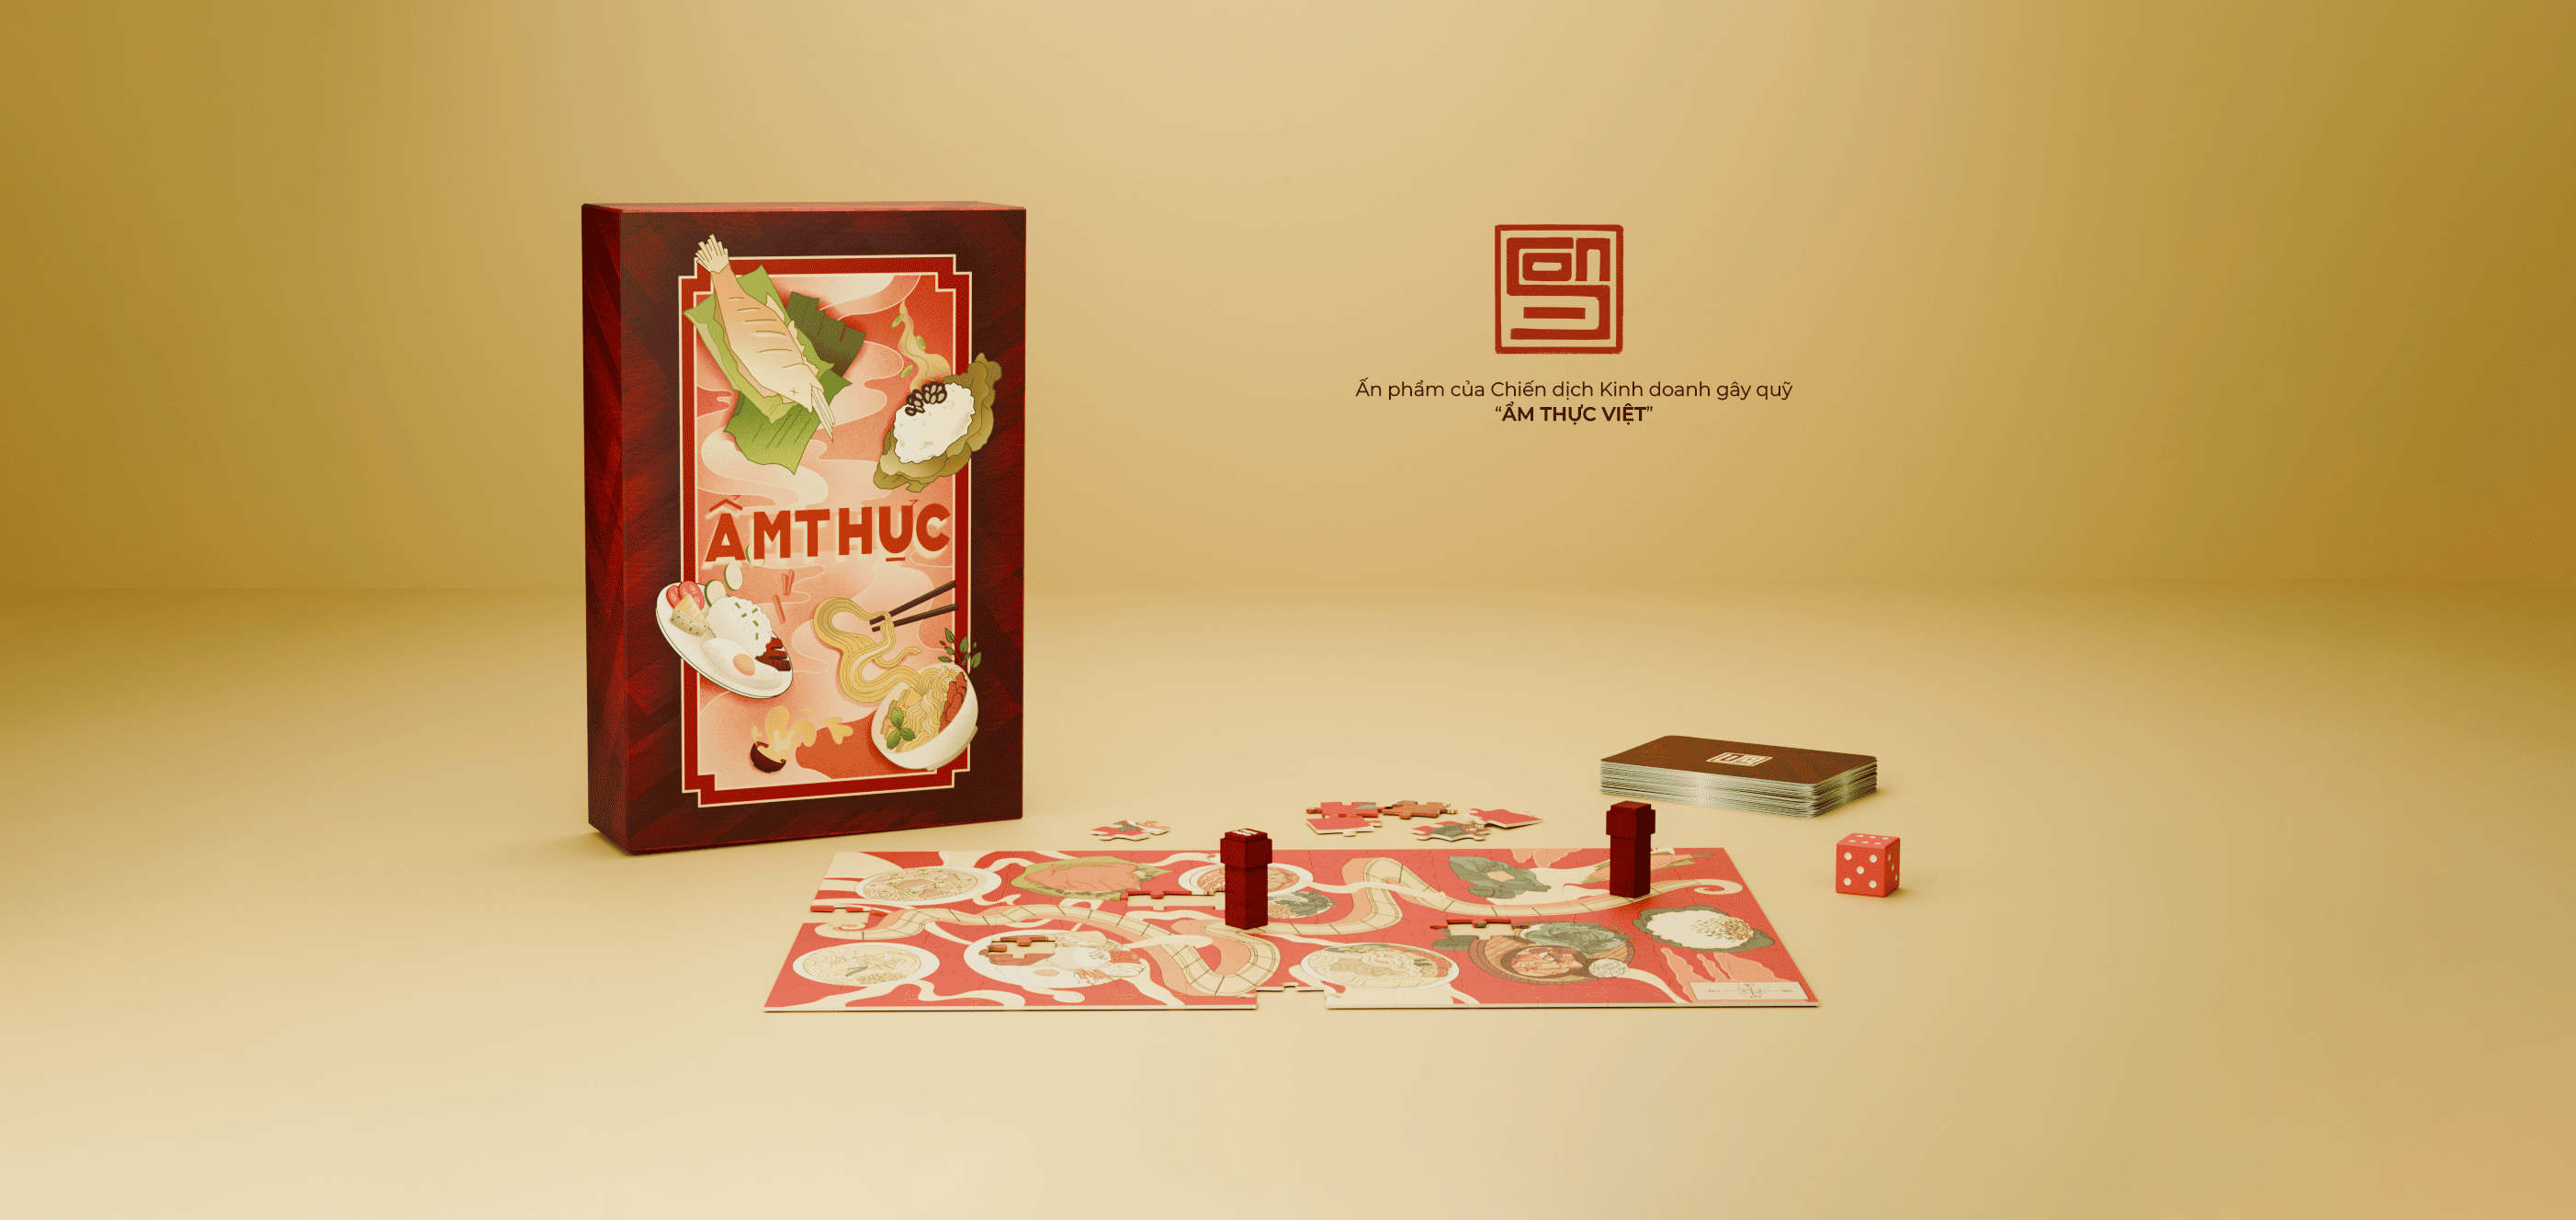 ẨM THỰC
Ấn phẩm của Chiến dịch Kinh doanh gây quỹ
“ẨM THỰC VIỆT”